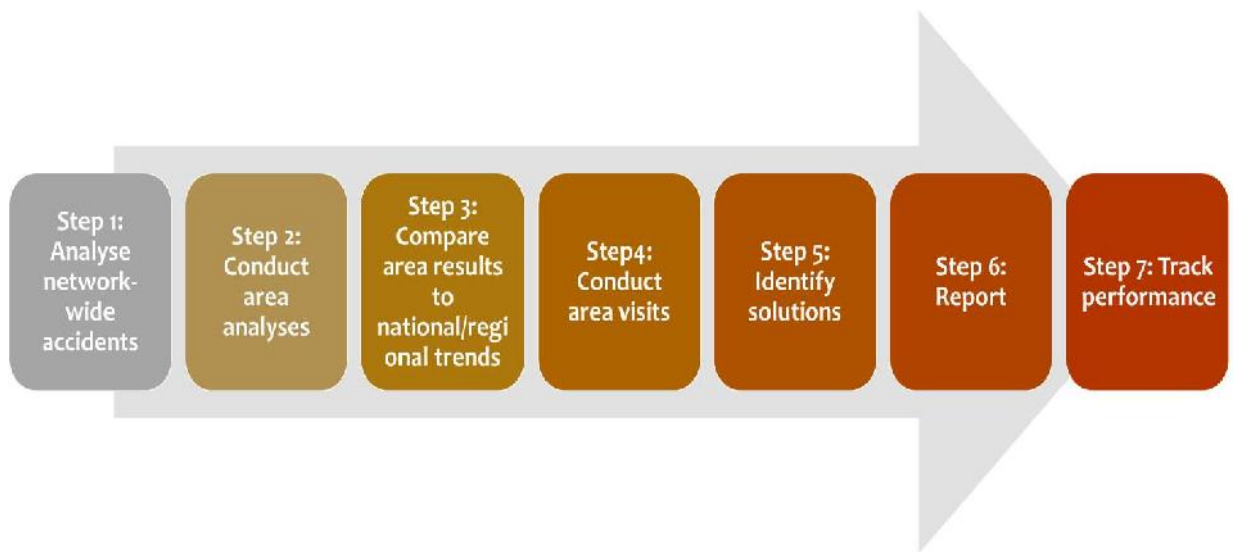 Step 1:
Analyse
network-
wide
accidents
Step 2:
Conduct
area
analyses
Step 3:
Compare
area results
to
national/regi
onal trends
Step4:
Conduct
area visits
Step 5:
Identify
solutions
Step 6:
Report
Step 7: Track
performance